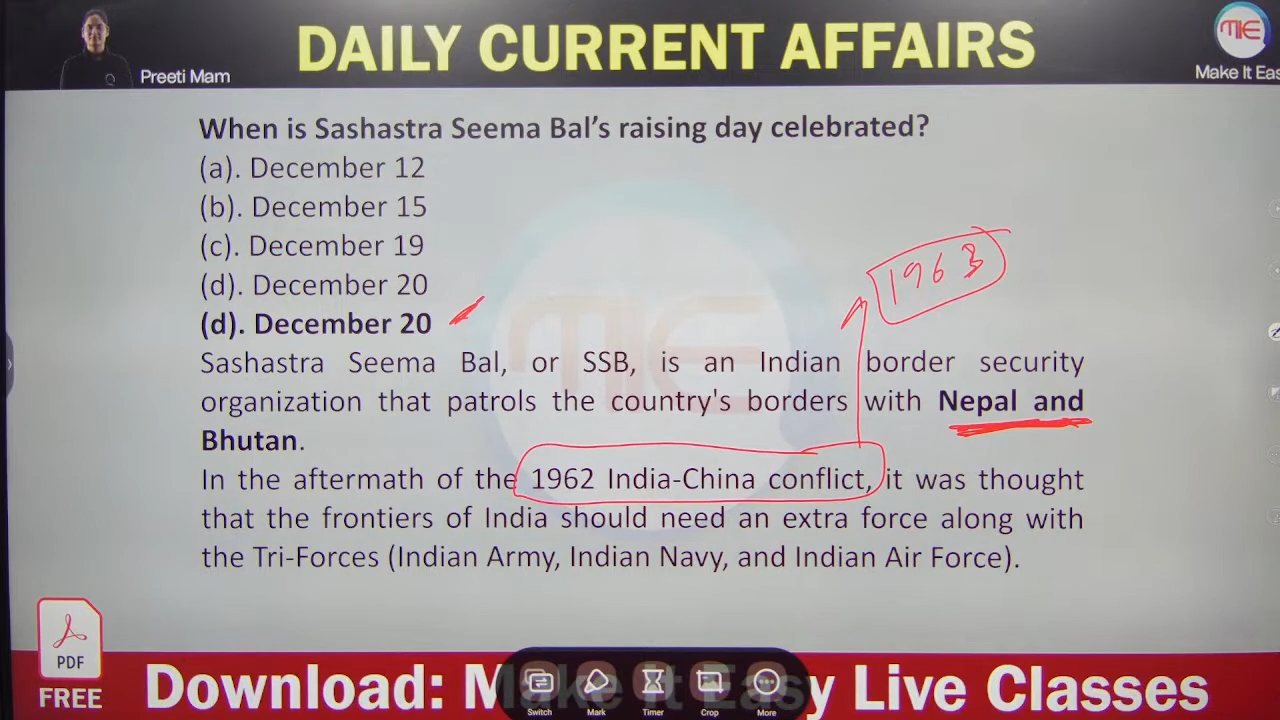 DAILY CURRENT AFFAIRS
Preeti Mam
MIE
Make It Eas
When is Sashastra Seema Bal's raising day celebrated?
(a). December 12
(b). December 15
(c). December 19
(d). December 20
(d). December 20
1963
Sashastra Seema Bal, or SSB, is an Indian border security
organization that patrols the country's borders with Nepal and
Bhutan.
In the aftermath of the 1962 India-China conflict, it was thought
that the frontiers of India should need an extra force along with
the Tri-Forces (Indian Army, Indian Navy, and Indian Air Force).
PDF
FREE
Download: Make It Easy Live Classes
Switch
Mark
Timer
Crop
More